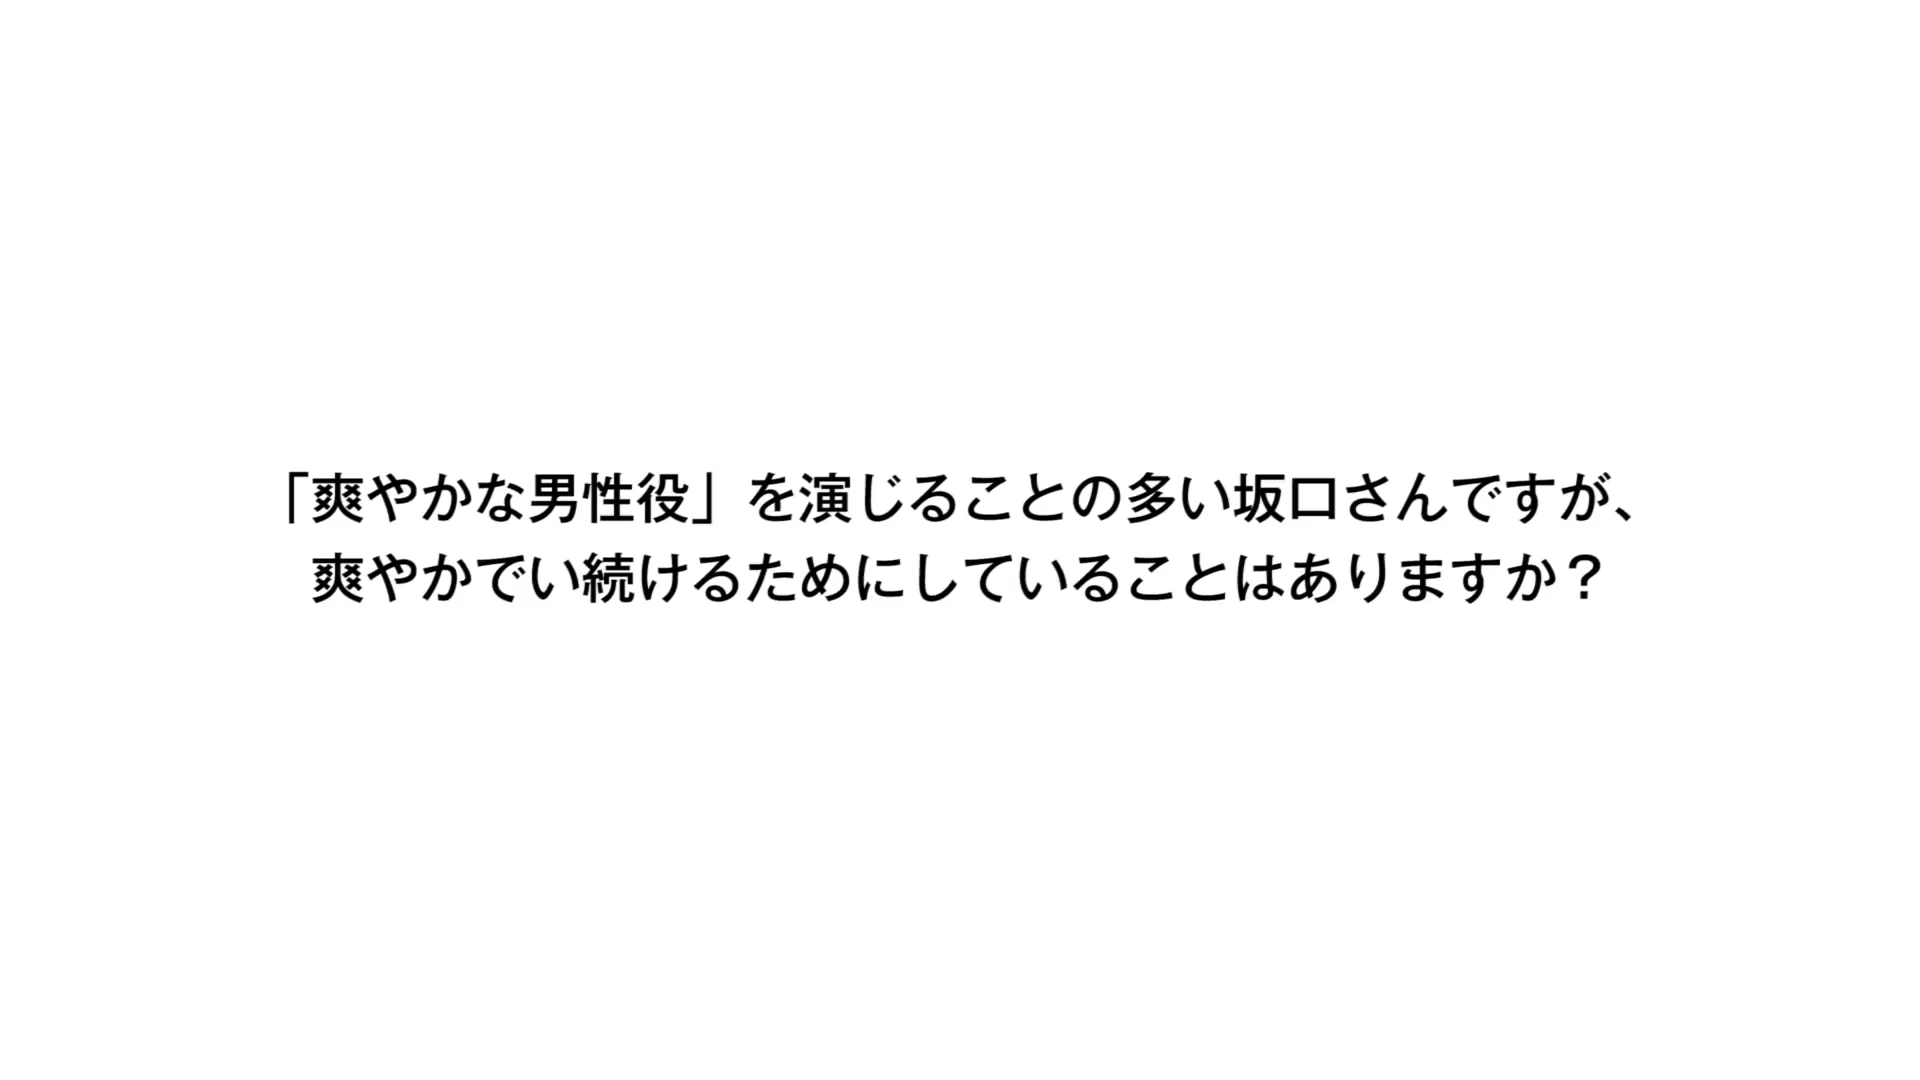 「爽やかな男性役」を演じることの多い坂口さんですが、
爽やかでい続けるためにしていることはありますか？